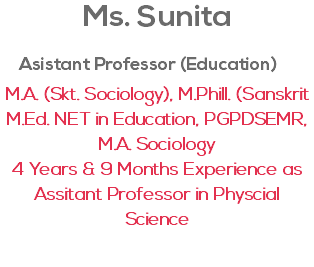 Ms. Sunita
Asistant Professor (Education)
M.A. (Skt. Sociology), M.Phill. (Sanskrit
M.Ed. NET in Education, PGPDSEMR,
M.A. Sociology
4 Years & 9 Months Experience as
Assitant Professor in Physcial
Science